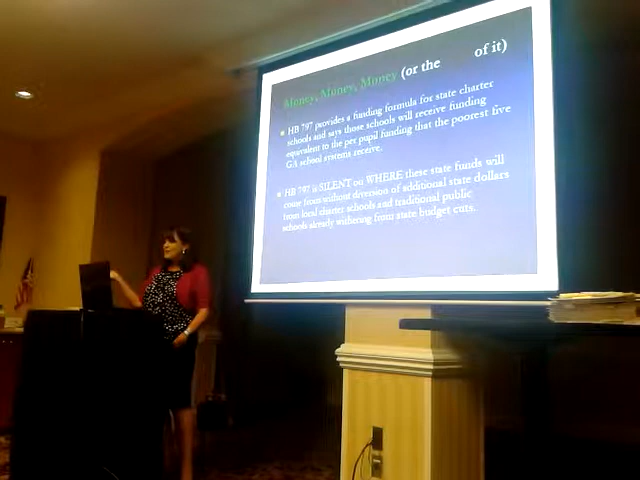 Money, Money, Money (or the of it)
HB 797 provides a funding formula for state charter
schools and says those schools will receive funding
equivalent to the per pupil funding that the poorest five
GA school systems receive.
HB 797 is SILENT on WHERE these state funds will
come from without diversion of additional state dollars
from local charter schools and traditional public
schools already withering from state budget cuts.